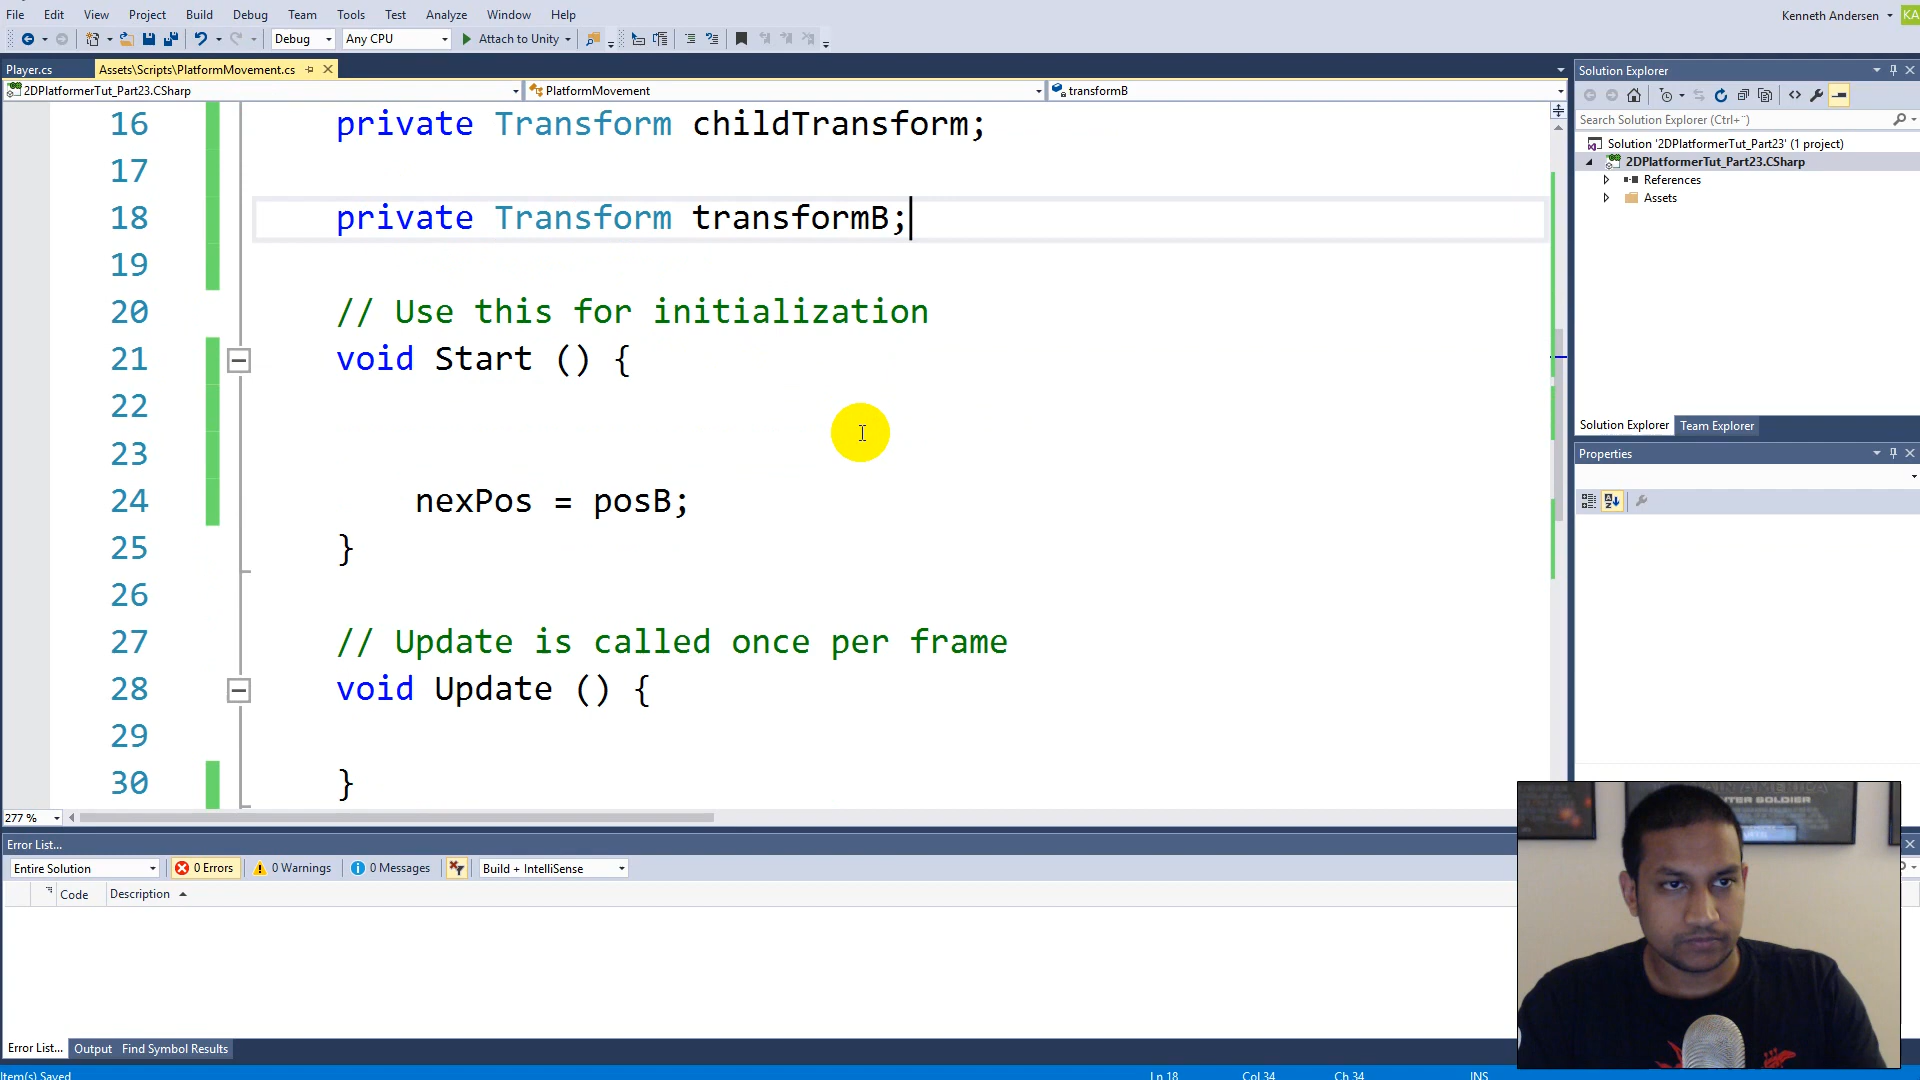 File Edit View Project Build Debug Team Tools Test Analyze Window Help
Kenneth Andersen
KA
Debug
Any CPU
Attach to Unity
Player.cs
Assets\Scripts\PlatformMovement.cs
2DPlatformerTut_Part23.CSharp
PlatformMovement
transformB
16 private Transform childTransform;
17
18 private Transform transformB;
19
20 // Use this for initialization
21 void Start () {
22
23
24 nexPos = posB;
25 }
26
27 // Update is called once per frame
28 void Update () {
29
30 }
277 %
Solution Explorer
Search Solution Explorer (Ctrl+¨)
Solution '2DPlatformerTut_Part23' (1 project)
2DPlatformerTut_Part23.CSharp
References
Assets
Solution Explorer Team Explorer
Properties
Error List...
Entire Solution
0 Errors
0 Warnings
0 Messages
Build + IntelliSense
Code Description
SOLDIER
Error List... Output Find Symbol Results
Item(s) Saved
Ln 18 Col 34 Ch 34 INS